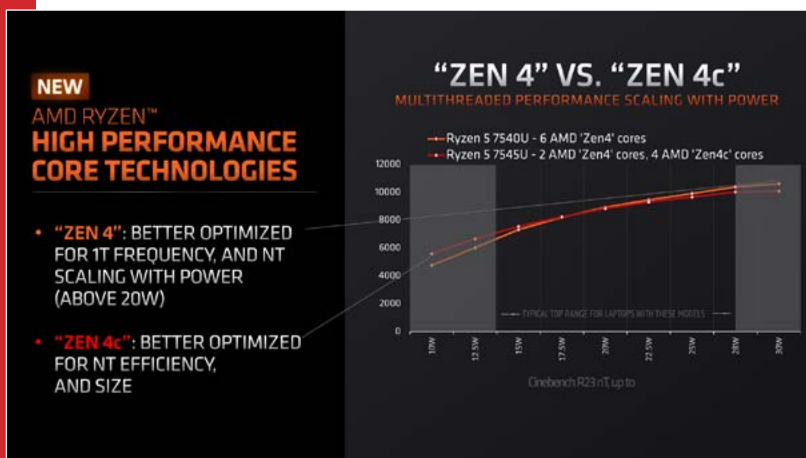 NEW
AMD RYZEN™
HIGH PERFORMANCE
CORE TECHNOLOGIES
• "ZEN 4": BETTER OPTIMIZED
FOR 1T FREQUENCY, AND NT
SCALING WITH POWER
(ABOVE 20W)
• "ZEN 4c": BETTER OPTIMIZED
FOR NT EFFICIENCY,
AND SIZE
"ZEN 4" VS. "ZEN 4c"
MULTITHREADED PERFORMANCE SCALING WITH POWER
Ryzen 5 7540U - 6 AMD 'Zen4' cores
Ryzen 5 7545U - 2 AMD 'Zen4' cores, 4 AMD 'Zen4c' cores
12000
10000
8000
6000
4000
2000
0
TYPICAL TDP RANGE FOR LAPTOPS WITH THESE MODELS
10W
12.5W
15W
17.5W
20W
22.5W
25W
28W
30W
Cinebench R23 nT, up to